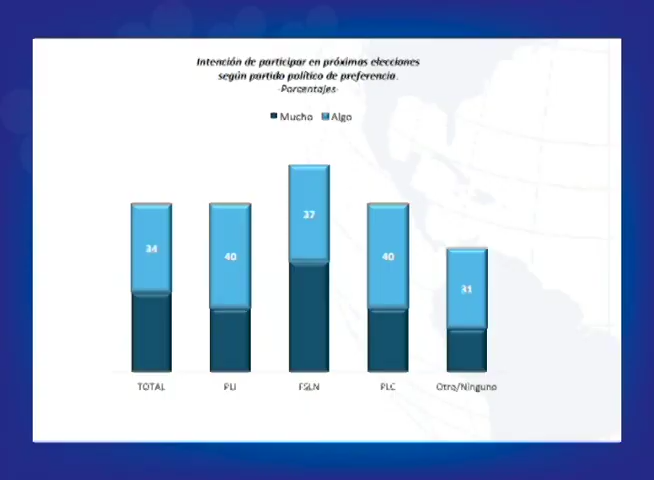 Intención de participar en próximas elecciones
según partido político de preferencia.
-Porcentajes-
Mucho Algo
34
40
37
40
31
TOTAL PLI FSLN PLC Otro/Ninguno